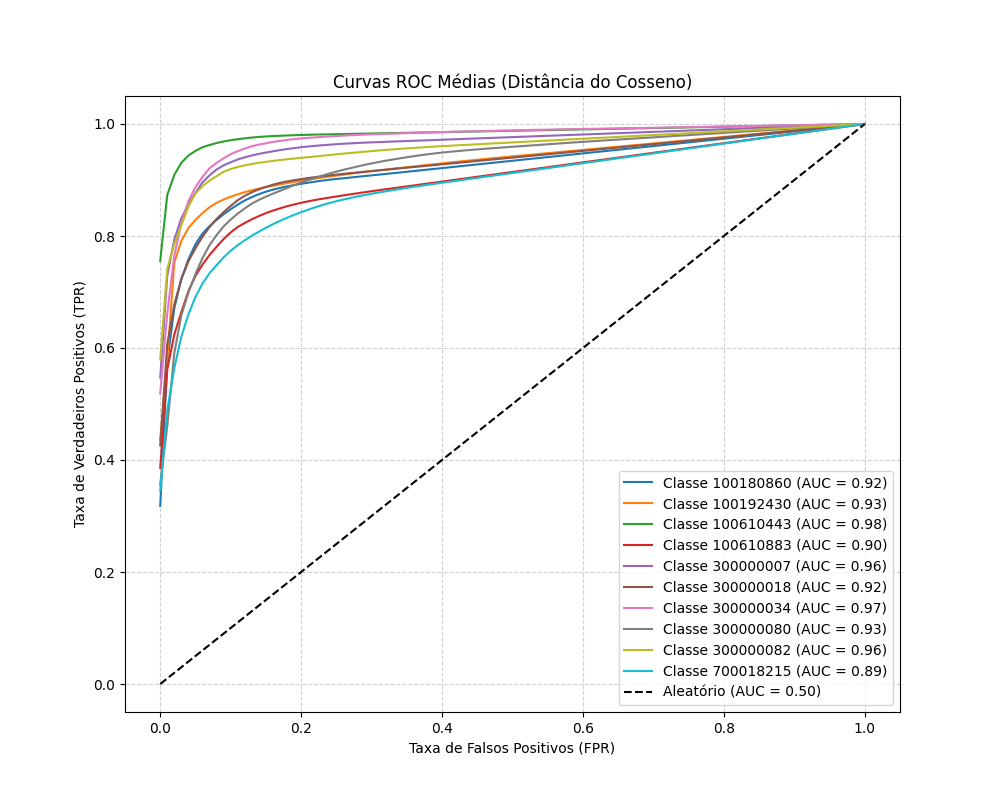 Curvas ROC Médias (Distância do Cosseno)
Taxa de Verdadeiros Positivos (TPR)
1.0
0.8
0.6
0.4
0.2
0.0
0.0 0.2 0.4 0.6 0.8 1.0
Taxa de Falsos Positivos (FPR)
Classe 100180860 (AUC = 0.92)
Classe 100192430 (AUC = 0.93)
Classe 100610443 (AUC = 0.98)
Classe 100610883 (AUC = 0.90)
Classe 300000007 (AUC = 0.96)
Classe 300000018 (AUC = 0.92)
Classe 300000034 (AUC = 0.97)
Classe 300000080 (AUC = 0.93)
Classe 300000082 (AUC = 0.96)
Classe 700018215 (AUC = 0.89)
Aleatório (AUC = 0.50)